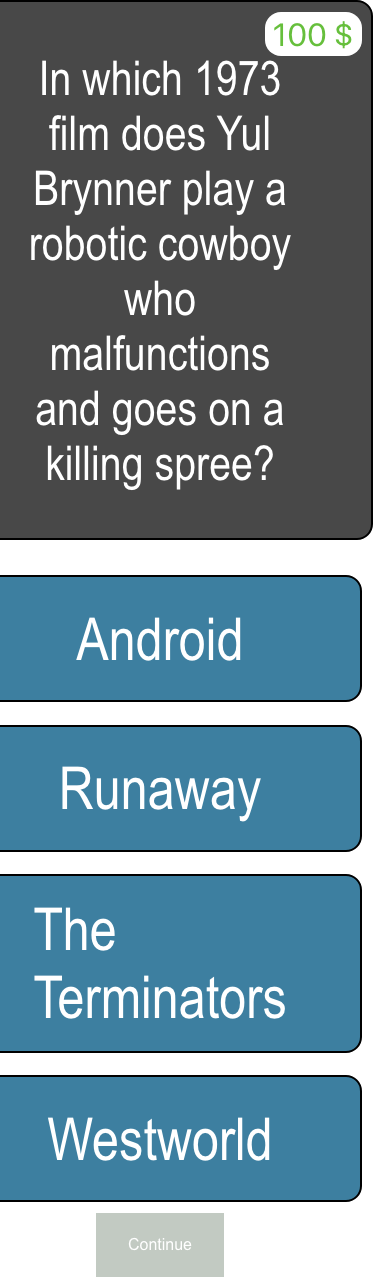 100 $
In which 1973
film does Yul
Brynner play a
robotic cowboy
who
malfunctions
and goes on a
killing spree?
Android
Runaway
The
Terminators
Westworld
Continue